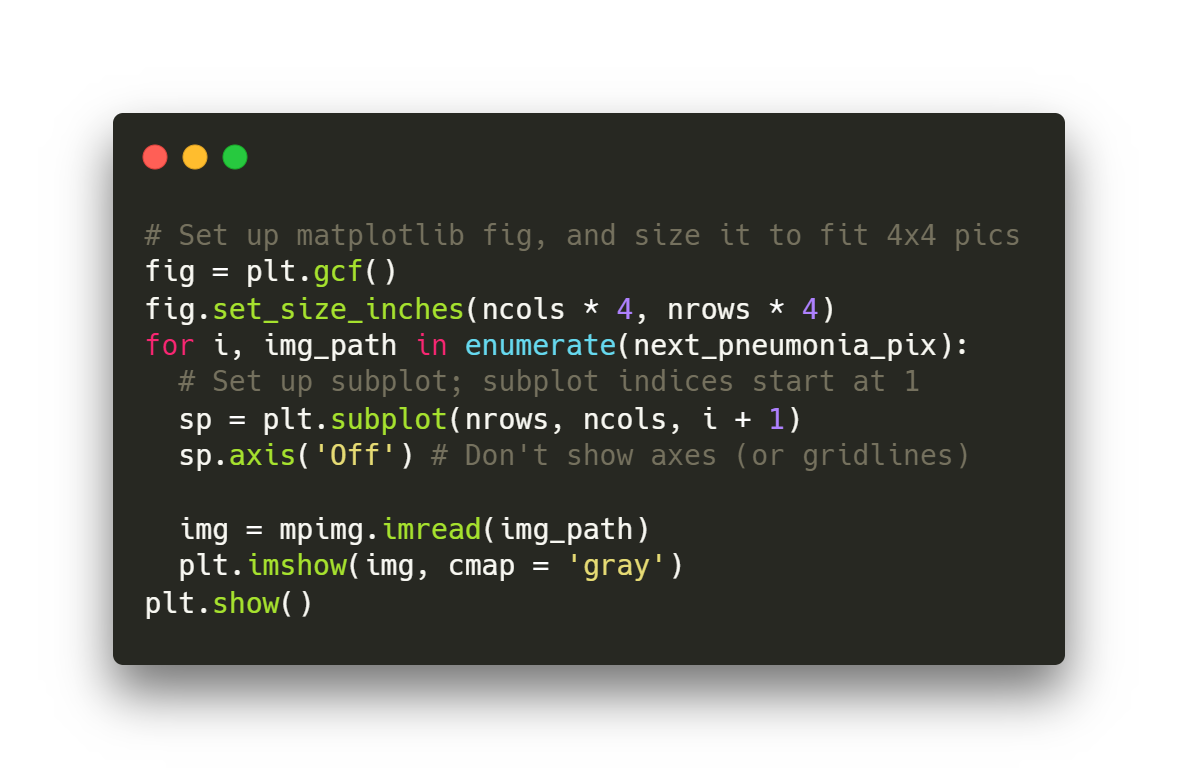 # Set up matplotlib fig, and size it to fit 4x4 pics
fig = plt.gcf()
fig.set_size_inches(ncols * 4, nrows * 4)
for i, img_path in enumerate(next_pneumonia_pix):
  # Set up subplot; subplot indices start at 1
  sp = plt.subplot(nrows, ncols, i + 1)
  sp.axis('Off') # Don't show axes (or gridlines)

  img = mpimg.imread(img_path)
  plt.imshow(img, cmap = 'gray')
plt.show()